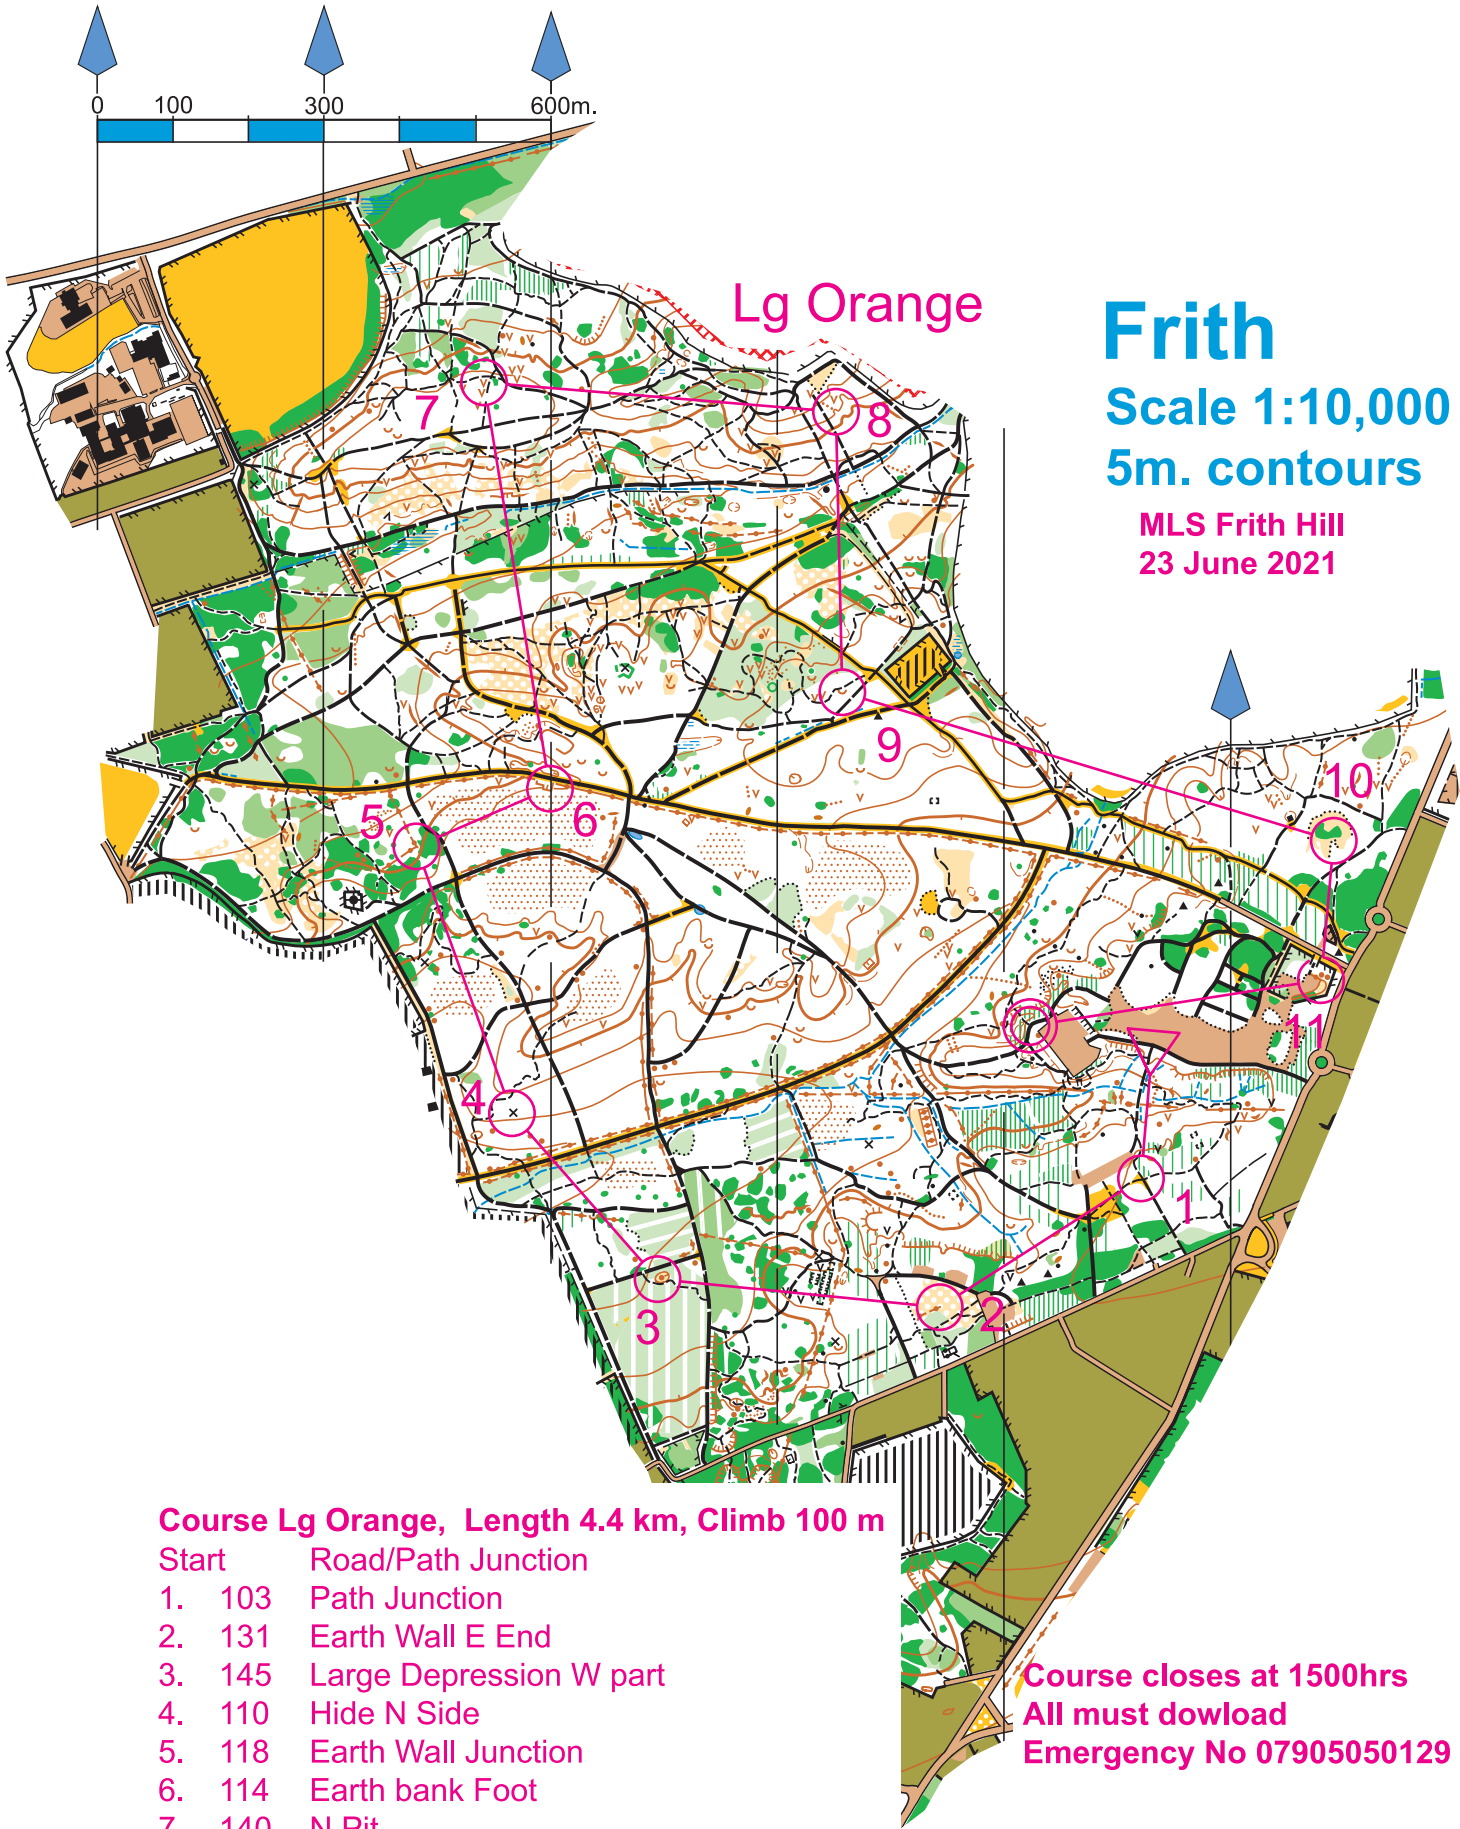 0 100 300 600m.
Lg Orange
Frith
Scale 1:10,000
5m. contours
MLS Frith Hill
23 June 2021
7
8
9
10
5
6
11
4
1
2
3
Course Lg Orange, Length 4.4 km, Climb 100 m
Start Road/Path Junction
1. 103 Path Junction
2. 131 Earth Wall E End
3. 145 Large Depression W part
4. 110 Hide N Side
5. 118 Earth Wall Junction
6. 114 Earth bank Foot
7. 140 N Pit
Course closes at 1500hrs
All must dowload
Emergency No 07905050129